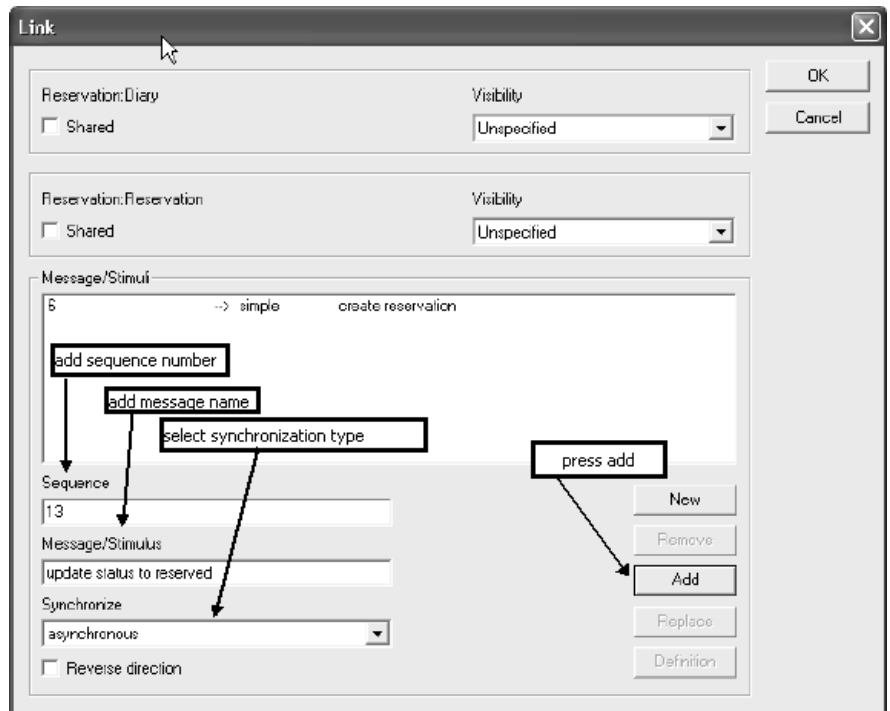 Link
OK
Cancel
Reservation:Diary
Visibility
Shared
Unspecified
Reservation:Reservation
Visibility
Shared
Unspecified
Message/Stimuli
6 --> simple create reservation
add sequence number
add message name
select synchronization type
press add
Sequence
13
New
Message/Stimulus
Remove
update status to reserved
Add
Synchronize
asynchronous
Replace
Reverse direction
Definition